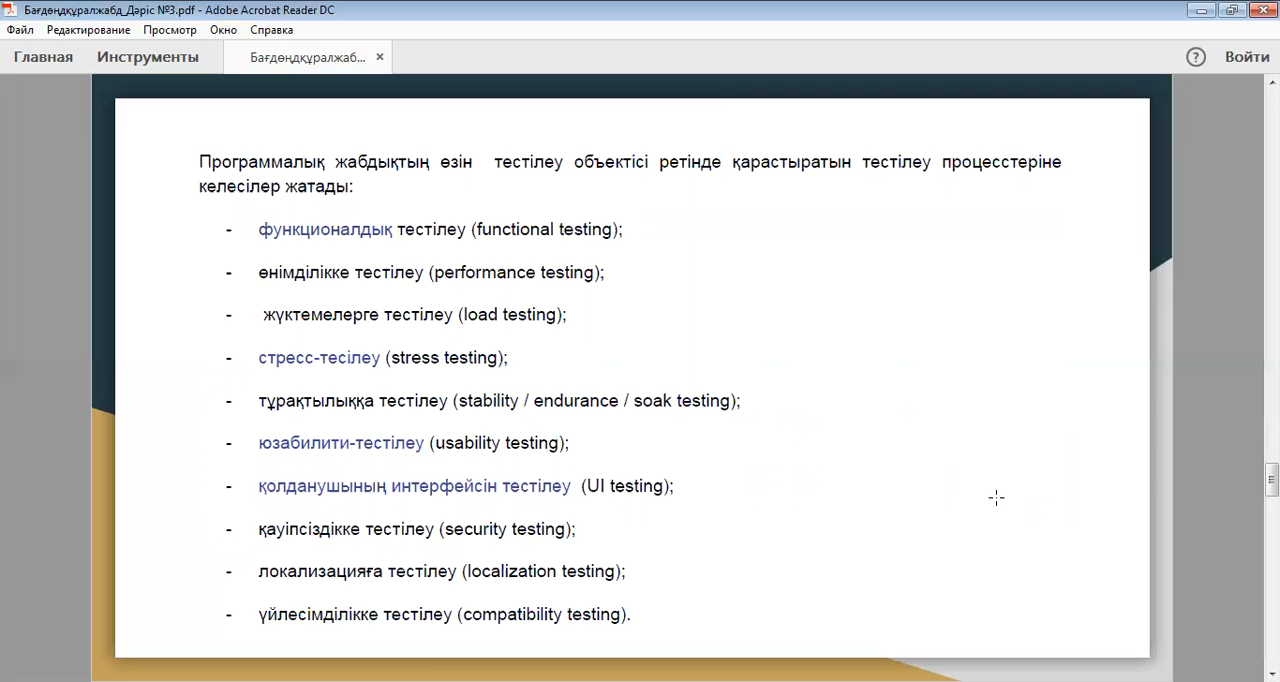 Бағдөңдқұралжабд_Дәріс №3.pdf - Adobe Acrobat Reader DC
Файл Редактирование Просмотр Окно Справка
Главная Инструменты Бағдөңдқұралжаб... × ? Войти
Программалық жабдықтың өзін тестілеу объектісі ретінде қарастыратын тестілеу процесстеріне
келесілер жатады:
- функционалдық тестілеу (functional testing);
- өнімділікке тестілеу (performance testing);
- жүктемелерге тестілеу (load testing);
- стресс-тесілеу (stress testing);
- тұрақтылыққа тестілеу (stability / endurance / soak testing);
- юзабилити-тестілеу (usability testing);
- қолданушының интерфейсін тестілеу (UI testing);
- қауіпсіздікке тестілеу (security testing);
- локализацияға тестілеу (localization testing);
- үйлесімділікке тестілеу (compatibility testing).